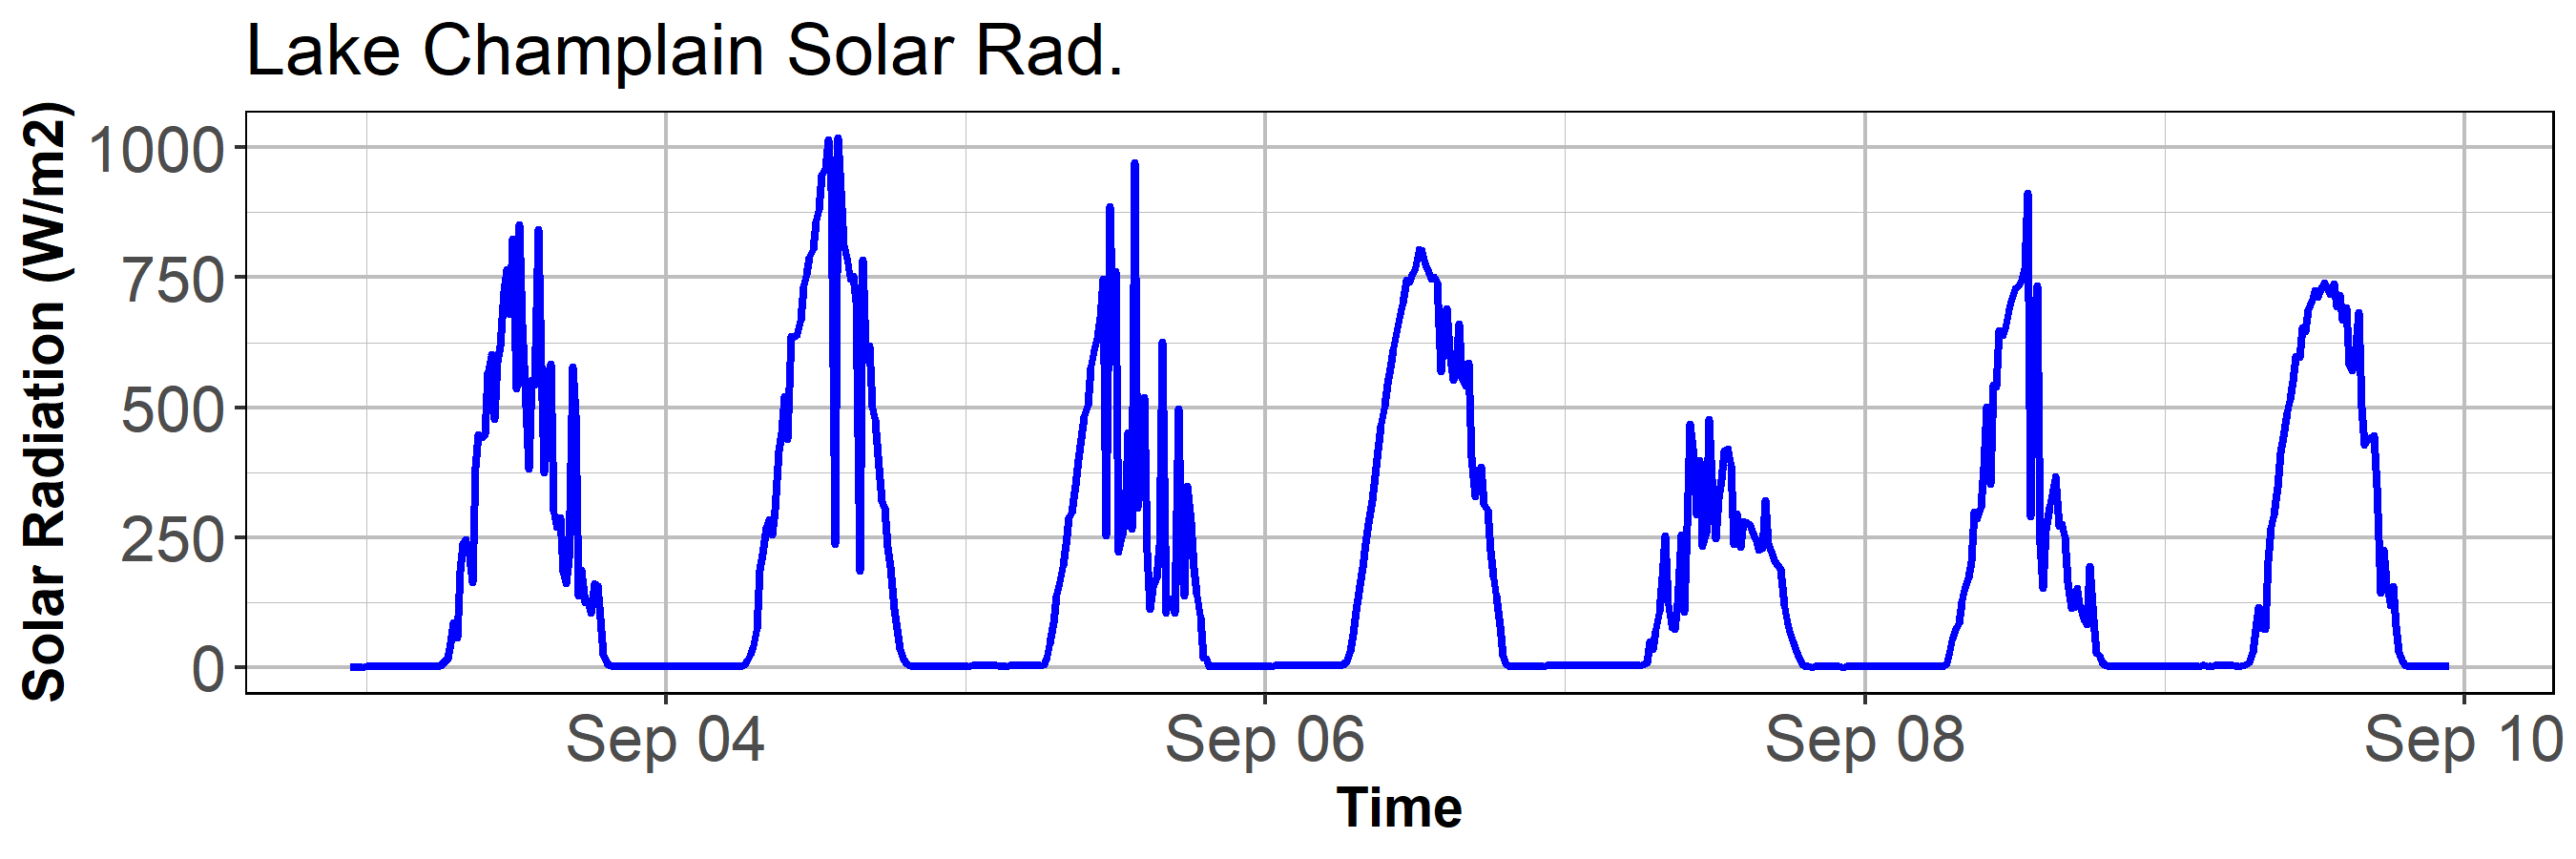 Lake Champlain Solar Rad.
Solar Radiation (W/m2)
1000
750
500
250
0
Sep 04 Sep 06 Sep 08 Sep 10
Time